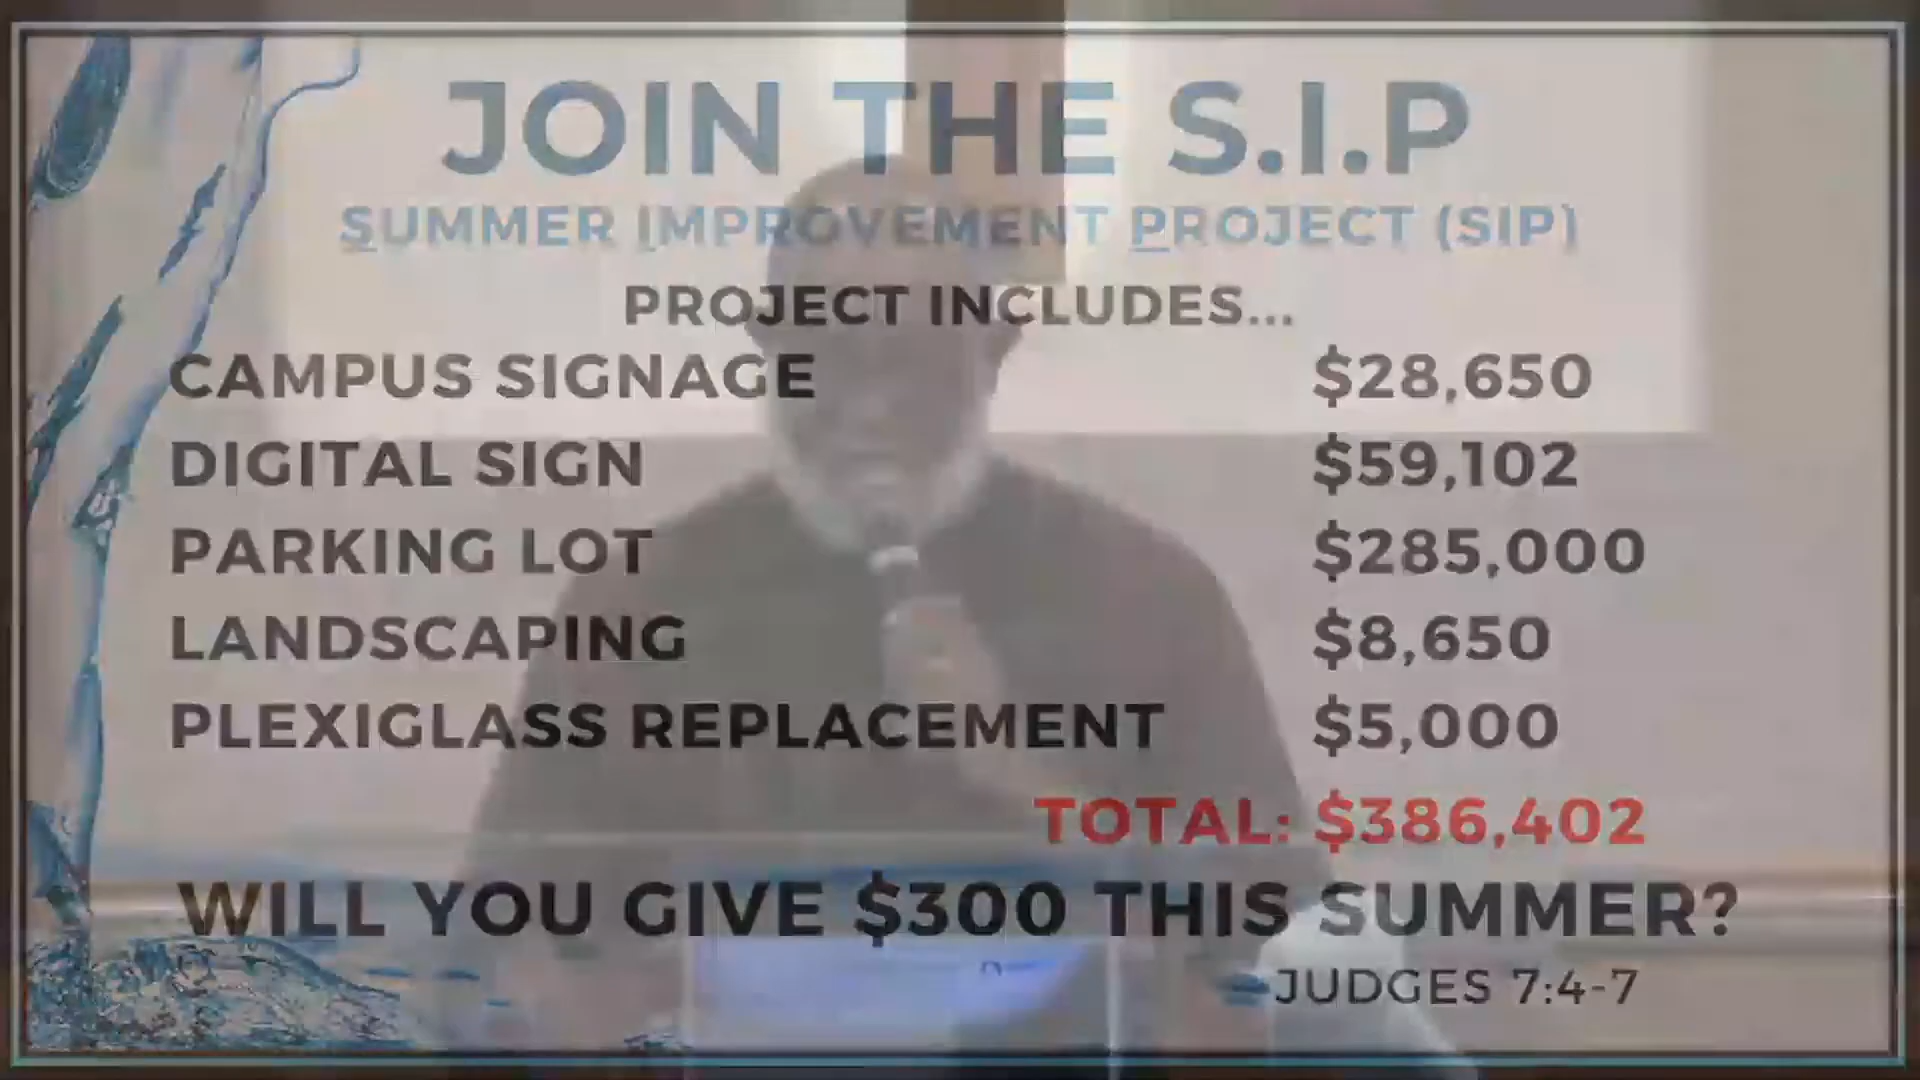 JOIN THE S.I.P
SUMMER IMPROVEMENT PROJECT (SIP)
PROJECT INCLUDES...
CAMPUS SIGNAGE $28,650
DIGITAL SIGN $59,102
PARKING LOT $285,000
LANDSCAPING $8,650
PLEXIGLASS REPLACEMENT $5,000
TOTAL: $386,402
WILL YOU GIVE $300 THIS SUMMER?
JUDGES 7:4-7